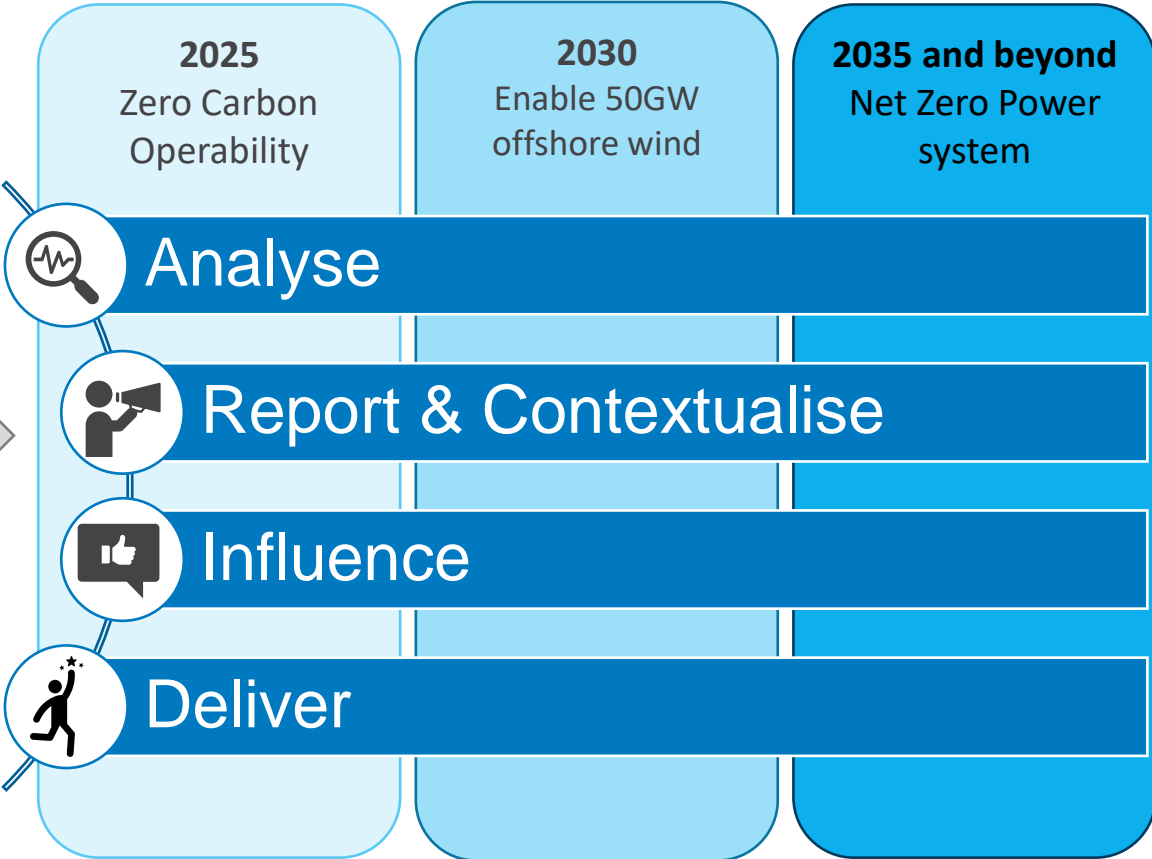 2025
Zero Carbon
Operability
2030
Enable 50GW
offshore wind
2035 and beyond
Net Zero Power
system
Analyse
Report & Contextualise
Influence
Deliver